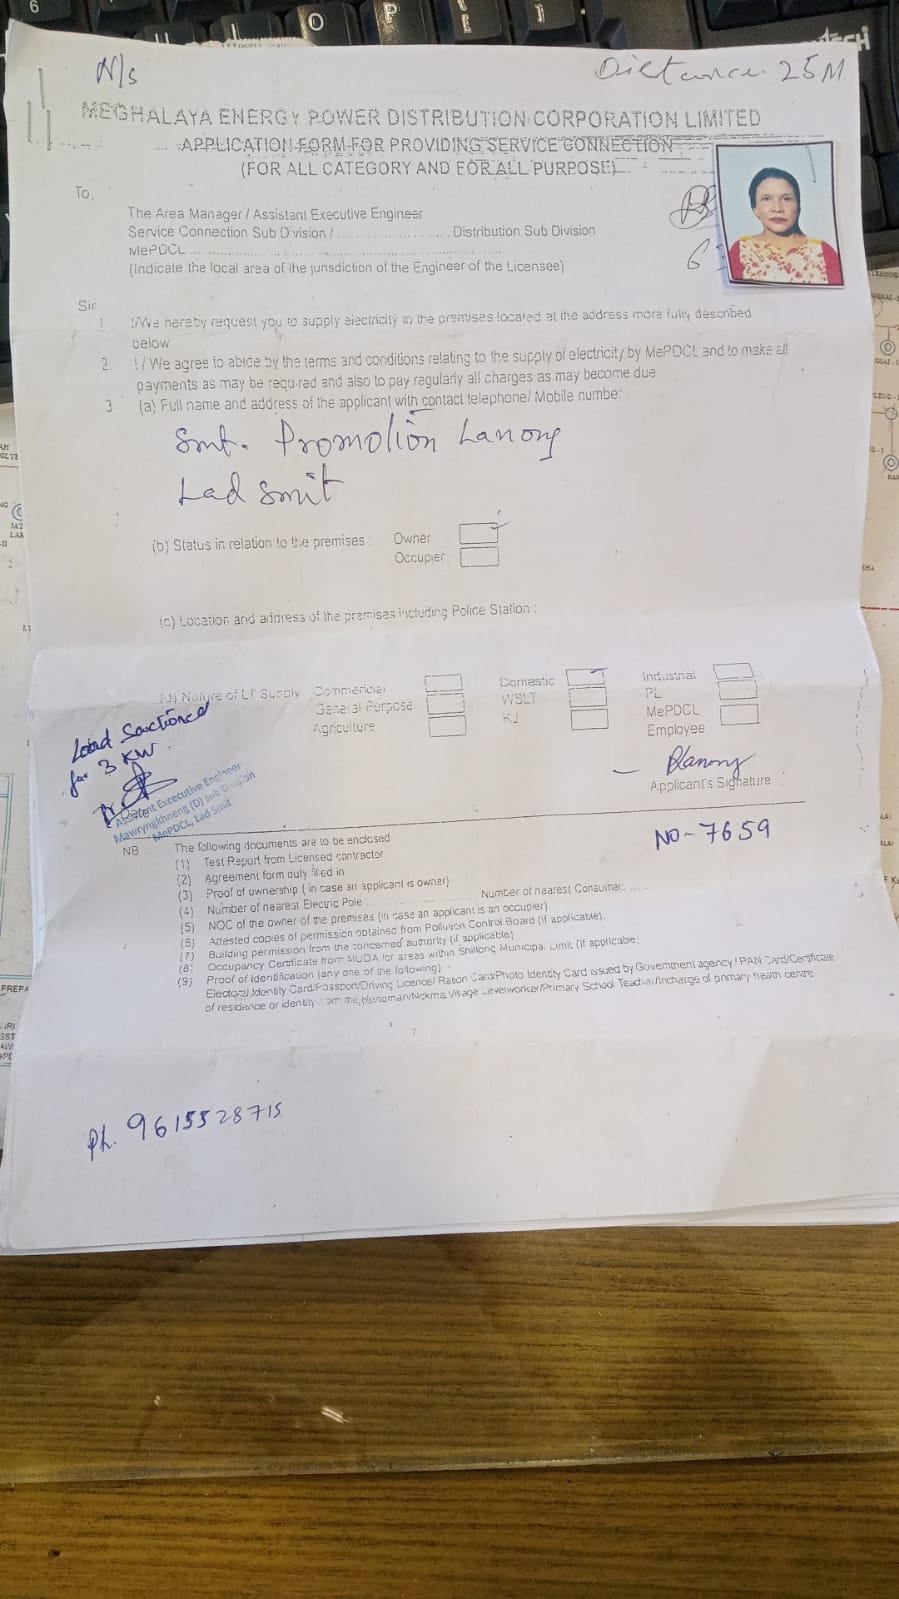 N/s
Distance. 25M
MEGHALAYA ENERGY POWER DISTRIBUTION CORPORATION LIMITED
APPLICATION FORM FOR PROVIDING SERVICE CONNECTION
(FOR ALL CATEGORY AND FOR ALL PURPOSE)
To,
The Area Manager / Assistant Executive Engineer
Service Connection Sub Division / .................... Distribution Sub Division
MePDCL ................................................
(Indicate the local area of the jurisdiction of the Engineer of the Licensee)
Sir
1 I/We hereby request you to supply electricity to the premises located at the address more fully described
below
2. I / We agree to abide by the terms and conditions relating to the supply of electricity by MePDCL and to make all
payments as may be required and also to pay regularly all charges as may become due
3 (a) Full name and address of the applicant with contact telephone/ Mobile number
Smt. Promotion Lanong
Lad Smit
(b) Status in relation to the premises : Owner
Occupier
(c) Location and address of the premises including Police Station :
(d) Nature of LT Supply Commercial Domestic Industrial
General Purpose WSLT PL
Agriculture KJ MePDCL
Employee
Load Sanctioned
for 3 KW.
Assistent Excecutive Engineer
Mawryngkhneng (D) sub Division
MePDCL, Lad Smit
Planong
Applicant's Signature
NO-7659
NB The following documents are to be enclosed
(1) Test Report from Licensed contractor
(2) Agreement form duly filled in
(3) Proof of ownership ( in case an applicant is owner)
(4) Number of nearest Electric Pole .................... Number of nearest Consumer. ......
(5) NOC of the owner of the premises (in case an applicant is an occupier)
(6) Attested copies of permission obtained from Pollution Control Board (if applicable).
(7) Building permission from the concerned authority (if applicable)
(8) Occupancy Certificate from MUDA for areas within Shillong Municipal Limit (if applicable)
(9) Proof of Identification (any one of the following) -
Electoral Identity Card/Passport/Driving Licence/ Ration Card/Photo Identity Card issued by Government agency / PAN Card/Certificate
of residence or identity from the Village Levelworker/Primary School Teacher/Incharge of primary health centre
Ph. 9615528715